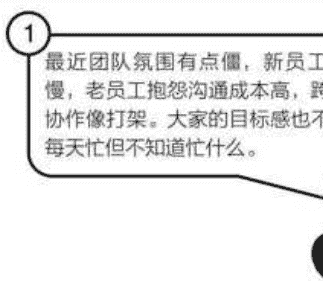 1
最近团队氛围有点僵，新员工
慢，老员工抱怨沟通成本高，跨
协作像打架。大家的目标感也不
每天忙但不知道忙什么。